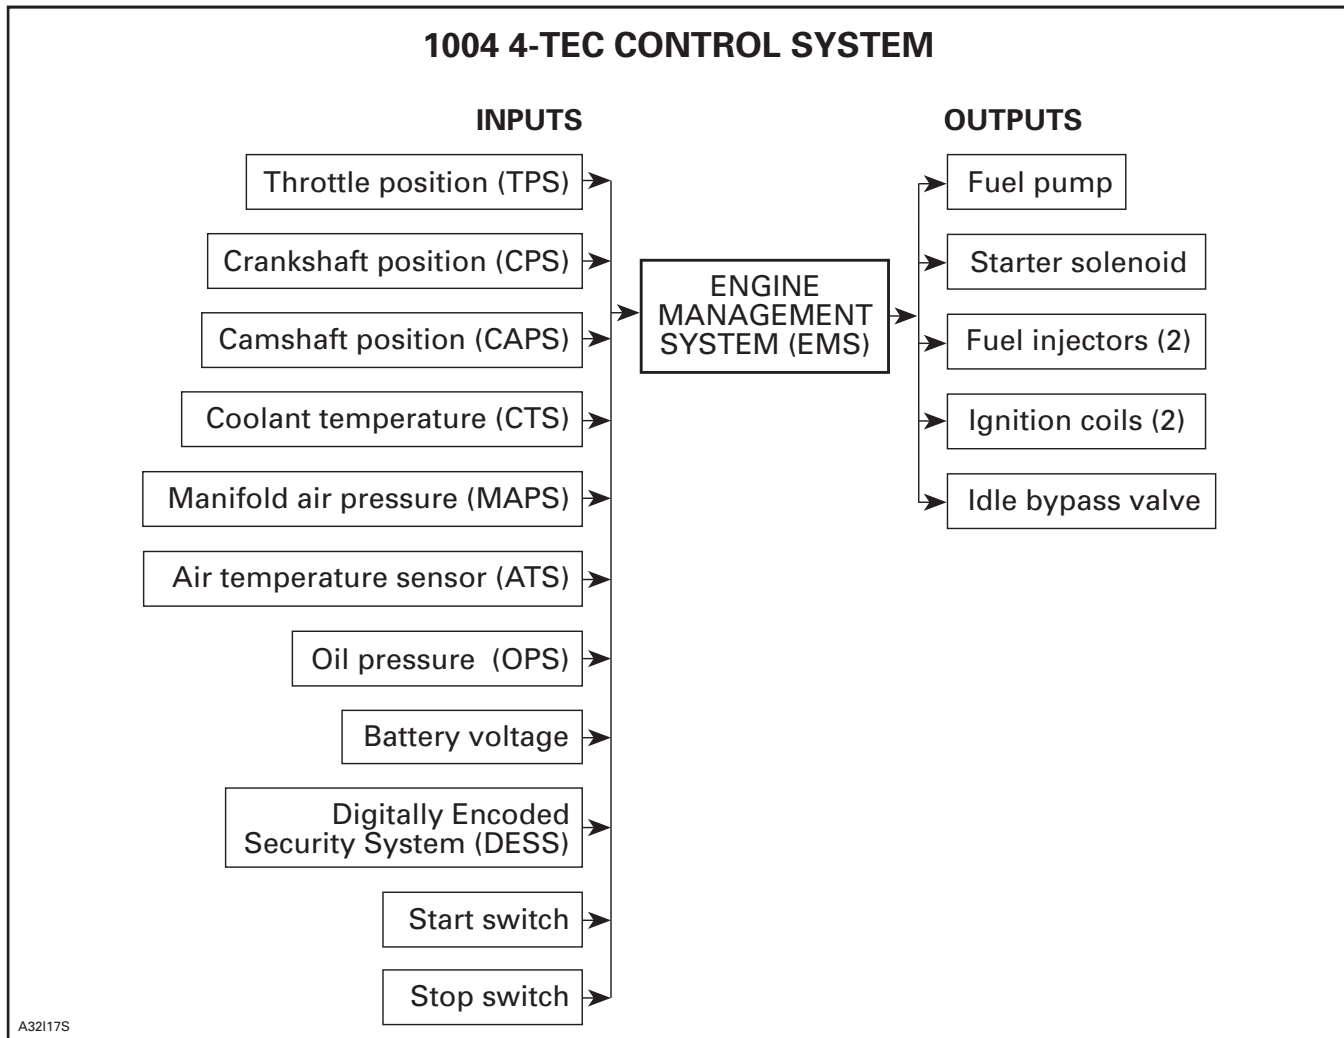 1004 4-TEC CONTROL SYSTEM
INPUTS
Throttle position (TPS)
Crankshaft position (CPS)
Camshaft position (CAPS)
Coolant temperature (CTS)
Manifold air pressure (MAPS)
Air temperature sensor (ATS)
Oil pressure (OPS)
Battery voltage
Digitally Encoded
Security System (DESS)
Start switch
Stop switch
ENGINE
MANAGEMENT
SYSTEM (EMS)
OUTPUTS
Fuel pump
Starter solenoid
Fuel injectors (2)
Ignition coils (2)
Idle bypass valve
A32I17S